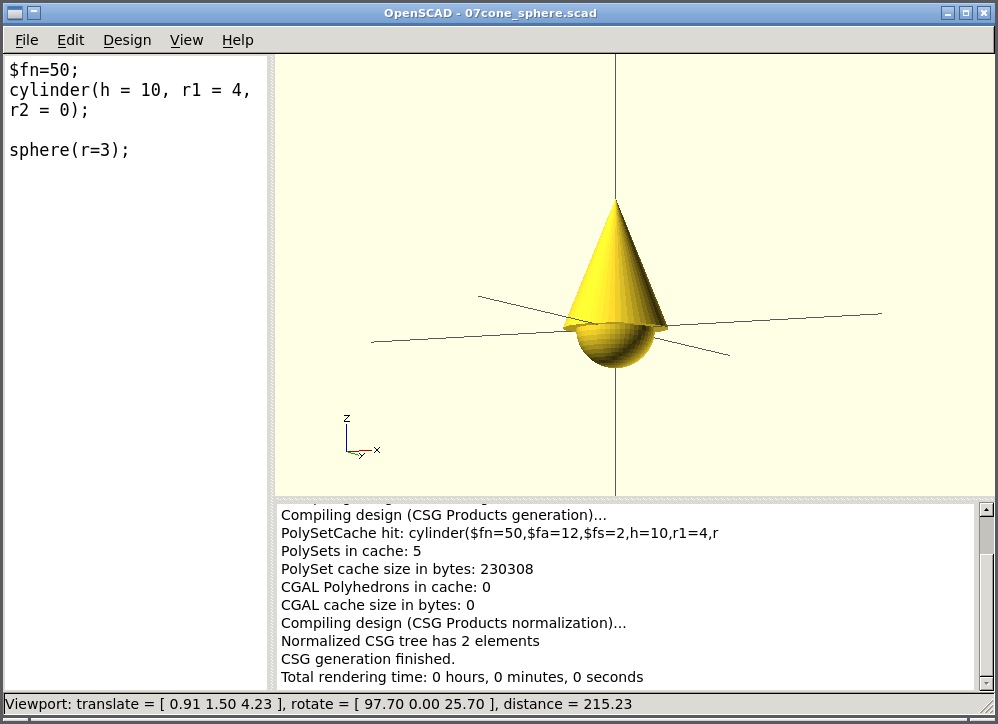 OpenSCAD - 07cone_sphere.scad
File Edit Design View Help
$fn=50;
cylinder(h = 10, r1 = 4,
r2 = 0);
sphere(r=3);
Z
X
Y
Compiling design (CSG Products generation)...
PolySetCache hit: cylinder($fn=50,$fa=12,$fs=2,h=10,r1=4,r
PolySets in cache: 5
PolySet cache size in bytes: 230308
CGAL Polyhedrons in cache: 0
CGAL cache size in bytes: 0
Compiling design (CSG Products normalization)...
Normalized CSG tree has 2 elements
CSG generation finished.
Total rendering time: 0 hours, 0 minutes, 0 seconds
Viewport: translate = [ 0.91 1.50 4.23 ], rotate = [ 97.70 0.00 25.70 ], distance = 215.23